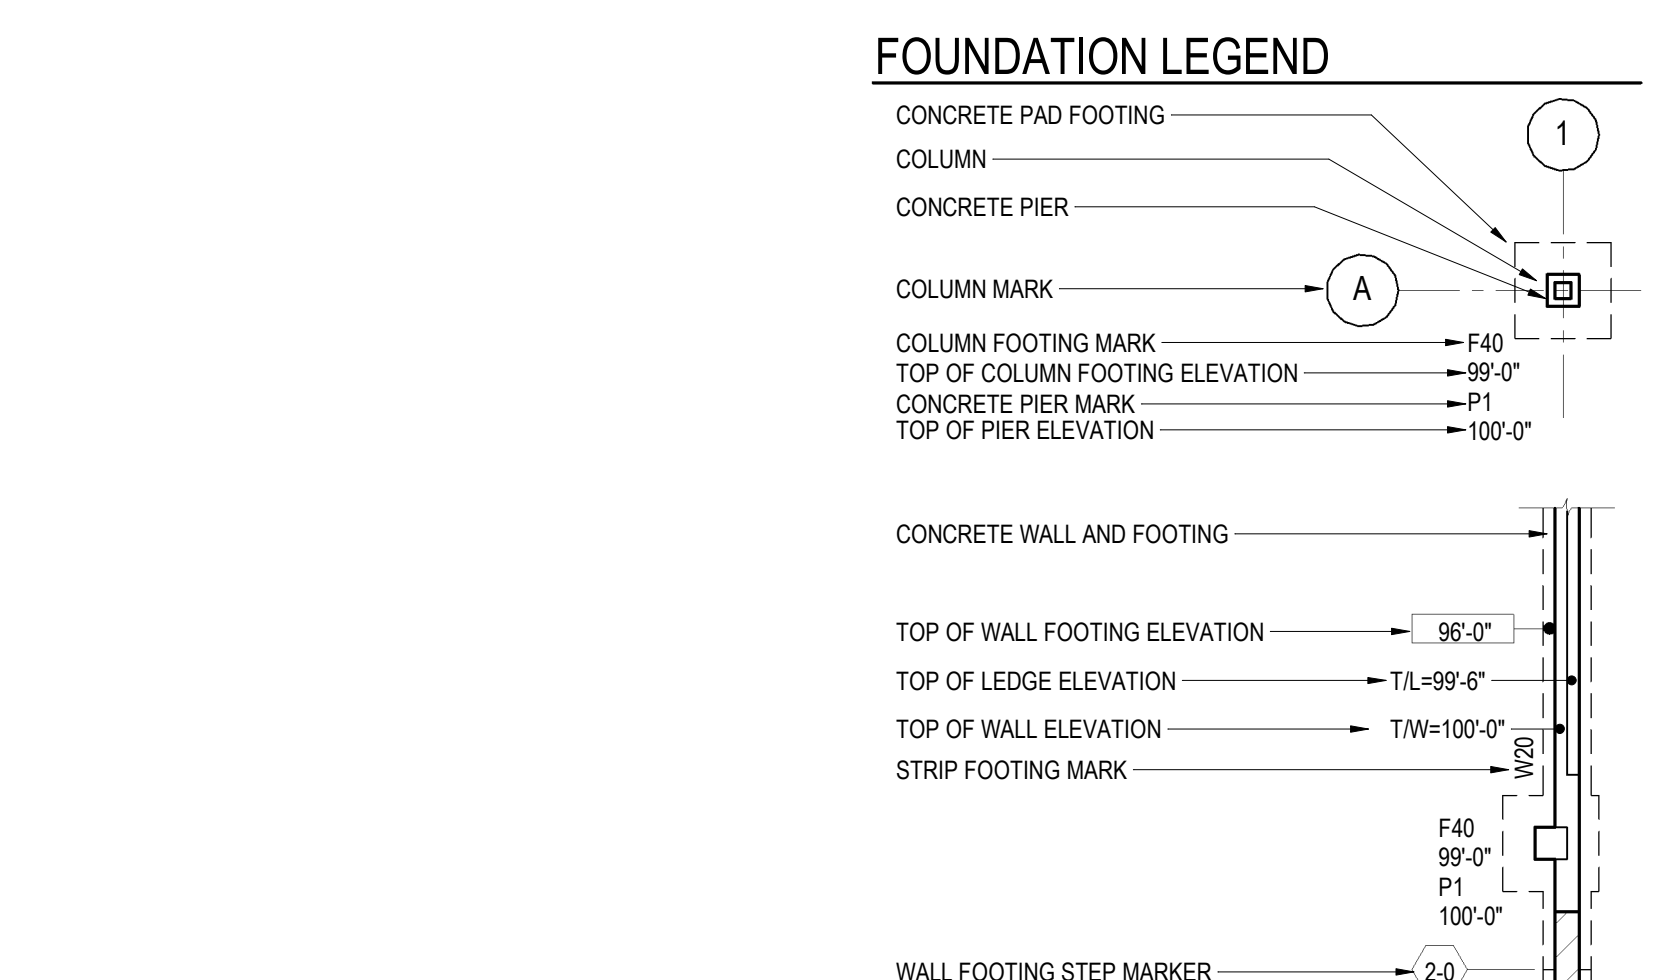 FOUNDATION LEGEND
CONCRETE PAD FOOTING
1
COLUMN
CONCRETE PIER
COLUMN MARK
A
COLUMN FOOTING MARK F40
TOP OF COLUMN FOOTING ELEVATION 99'-0"
CONCRETE PIER MARK P1
TOP OF PIER ELEVATION 100'-0"
CONCRETE WALL AND FOOTING
TOP OF WALL FOOTING ELEVATION 96'-0"
TOP OF LEDGE ELEVATION T/L=99'-6"
TOP OF WALL ELEVATION T/W=100'-0"
STRIP FOOTING MARK W20
F40
99'-0"
P1
100'-0"
WALL FOOTING STEP MARKER 2-0